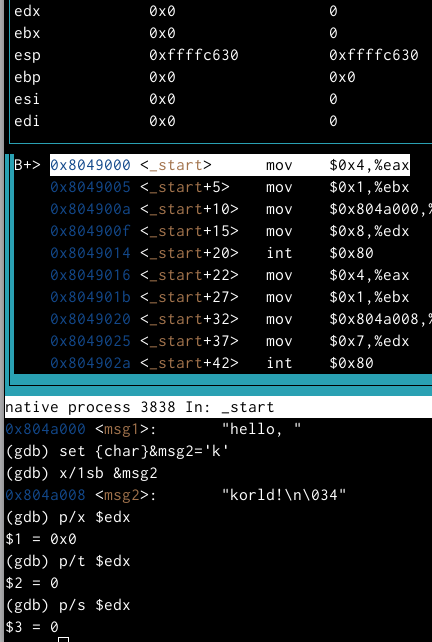 edx 0x0 0
ebx 0x0 0
esp 0xffffc630 0xffffc630
ebp 0x0 0x0
esi 0x0 0
edi 0x0 0
B+> 0x8049000 <_start> mov $0x4,%eax
0x8049005 <_start+5> mov $0x1,%ebx
0x804900a <_start+10> mov $0x804a000,%
0x804900f <_start+15> mov $0x8,%edx
0x8049014 <_start+20> int $0x80
0x8049016 <_start+22> mov $0x4,%eax
0x804901b <_start+27> mov $0x1,%ebx
0x8049020 <_start+32> mov $0x804a008,%
0x8049025 <_start+37> mov $0x7,%edx
0x804902a <_start+42> int $0x80
native process 3838 In: _start
0x804a000 <msg1>: "hello, "
(gdb) set {char}&msg2='k'
(gdb) x/1sb &msg2
0x804a008 <msg2>: "korld!\n\034"
(gdb) p/x $edx
$1 = 0x0
(gdb) p/t $edx
$2 = 0
(gdb) p/s $edx
$3 = 0